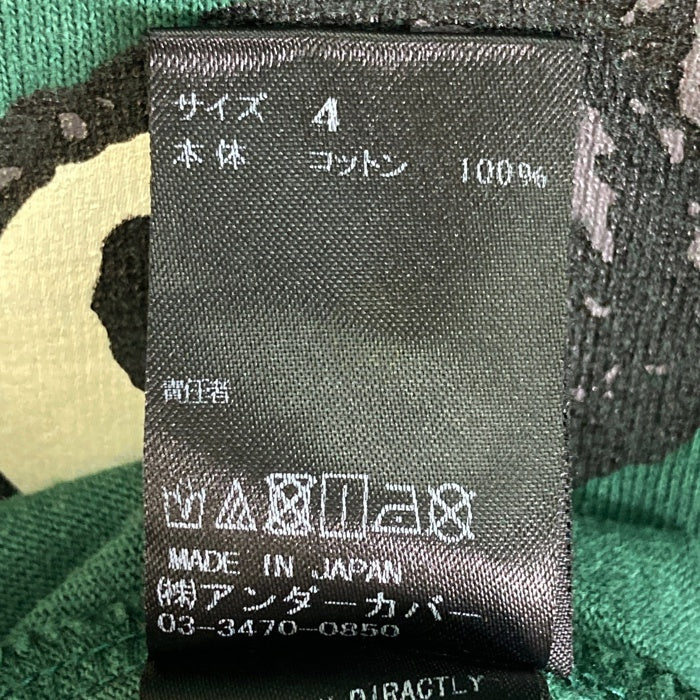 サイズ 4
本体 コットン 100%
責任者
MADE IN JAPAN
(株)アンダーカバー
03-3470-0850
DIRACTLY